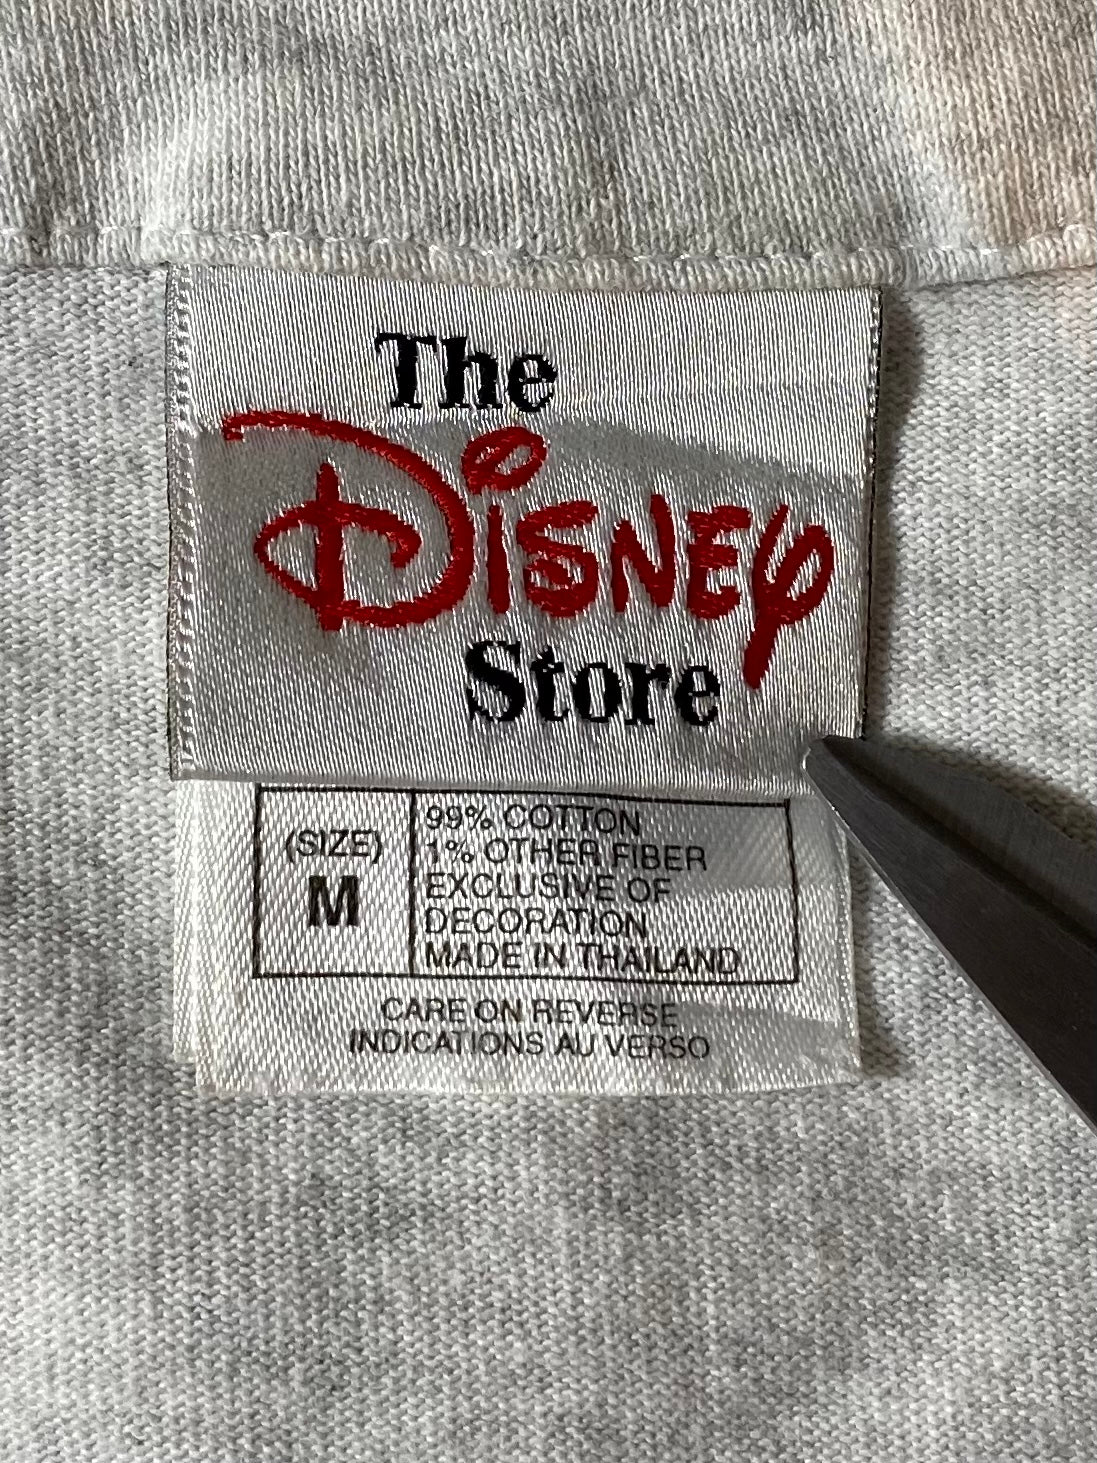 The
Disney
Store
(SIZE)
M
99% COTTON
1% OTHER FIBER
EXCLUSIVE OF
DECORATION
MADE IN THAILAND
CARE ON REVERSE
INDICATIONS AU VERSO